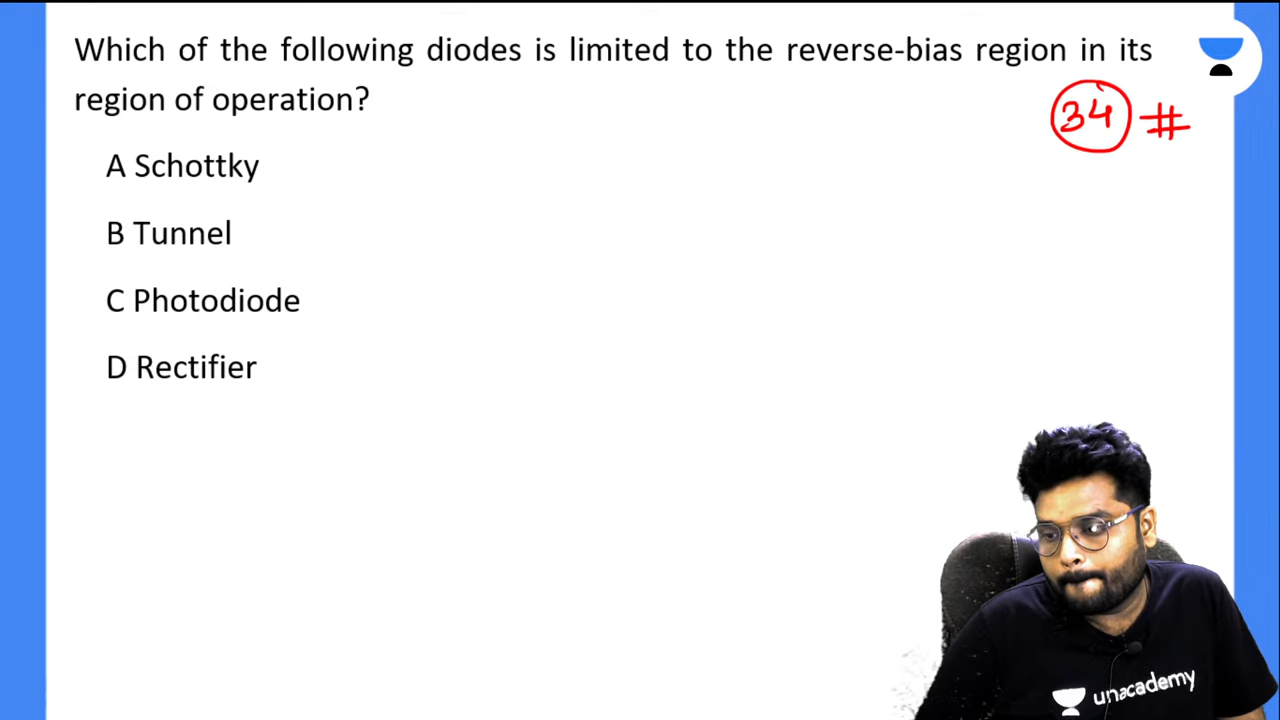 Which of the following diodes is limited to the reverse-bias region in its
region of operation?
34 #
A Schottky
B Tunnel
C Photodiode
D Rectifier
unacademy